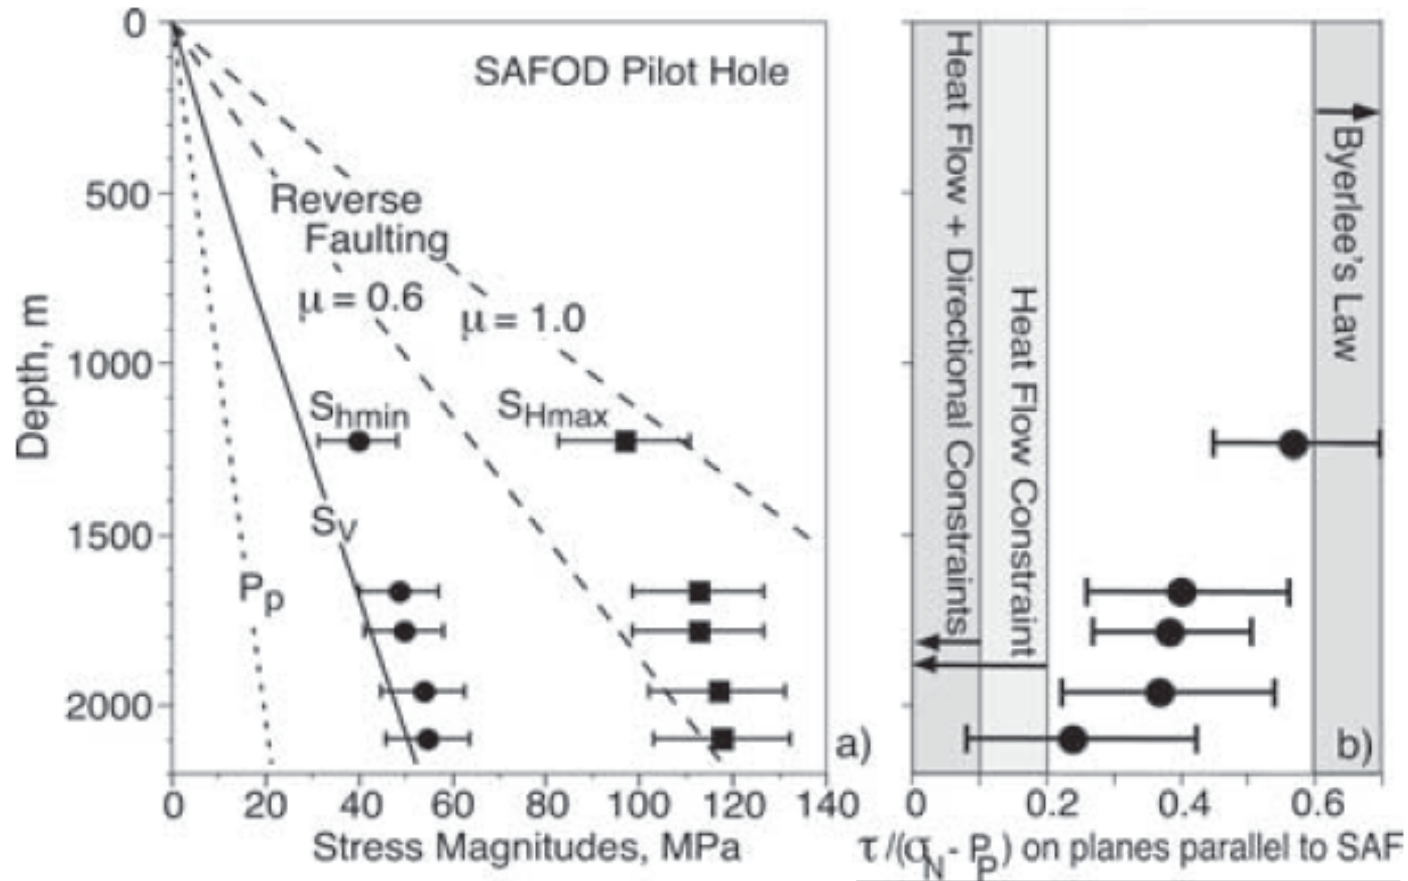 SAFOD Pilot Hole
0
500
1000
1500
2000
Depth, m
Reverse
Faulting
μ = 0.6
μ = 1.0
Shmin
SHmax
SV
Pp
a)
0 20 40 60 80 100 120 140
Stress Magnitudes, MPa
Heat Flow + Directional Constraints
Heat Flow Constraint
Byerlee's Law
b)
0 0.2 0.4 0.6
τ/(σN - PP) on planes parallel to SAF